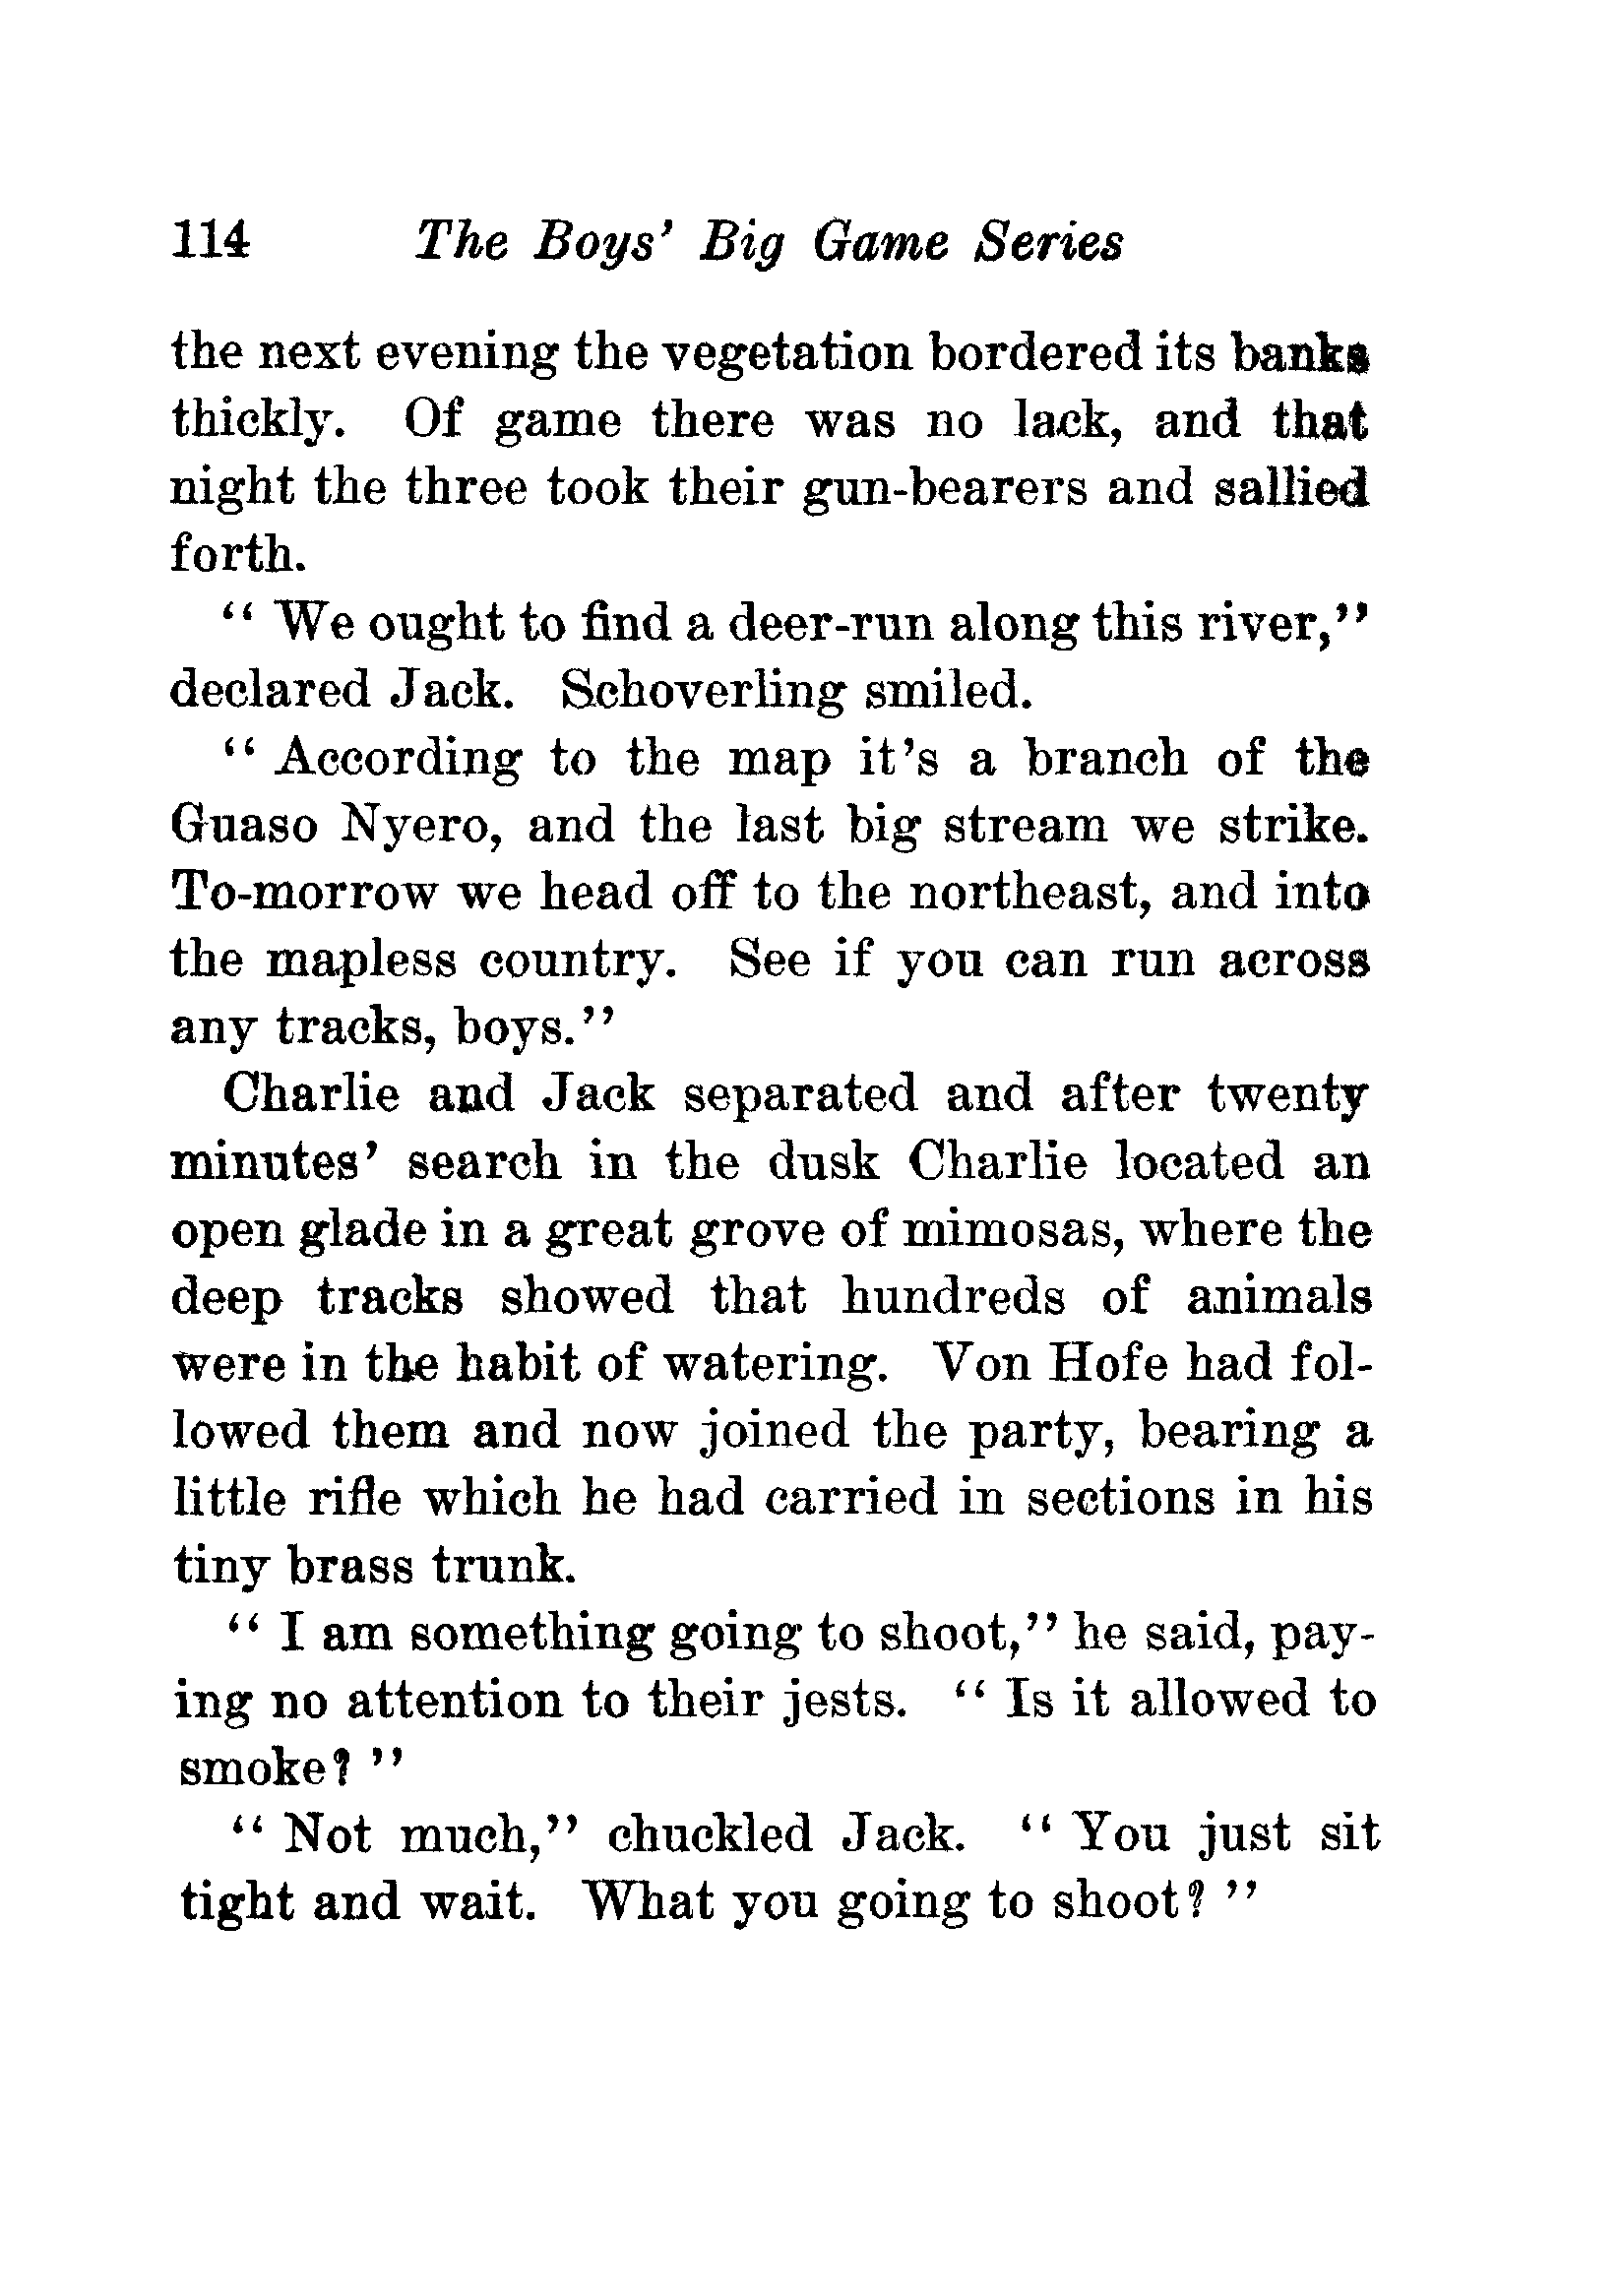 114 The Boys' Big Game Series
the next evening the vegetation bordered its banks
thickly. Of game there was no lack, and that
night the three took their gun-bearers and sallied
forth.
" We ought to find a deer-run along this river,"
declared Jack. Schoverling smiled.
" According to the map it's a branch of the
Guaso Nyero, and the last big stream we strike.
To-morrow we head off to the northeast, and into
the mapless country. See if you can run across
any tracks, boys."
Charlie and Jack separated and after twenty
minutes' search in the dusk Charlie located an
open glade in a great grove of mimosas, where the
deep tracks showed that hundreds of animals
were in the habit of watering. Von Hofe had fol-
lowed them and now joined the party, bearing a
little rifle which he had carried in sections in his
tiny brass trunk.
" I am something going to shoot," he said, pay-
ing no attention to their jests. " Is it allowed to
smoke? "
" Not much," chuckled Jack. " You just sit
tight and wait. What you going to shoot? "